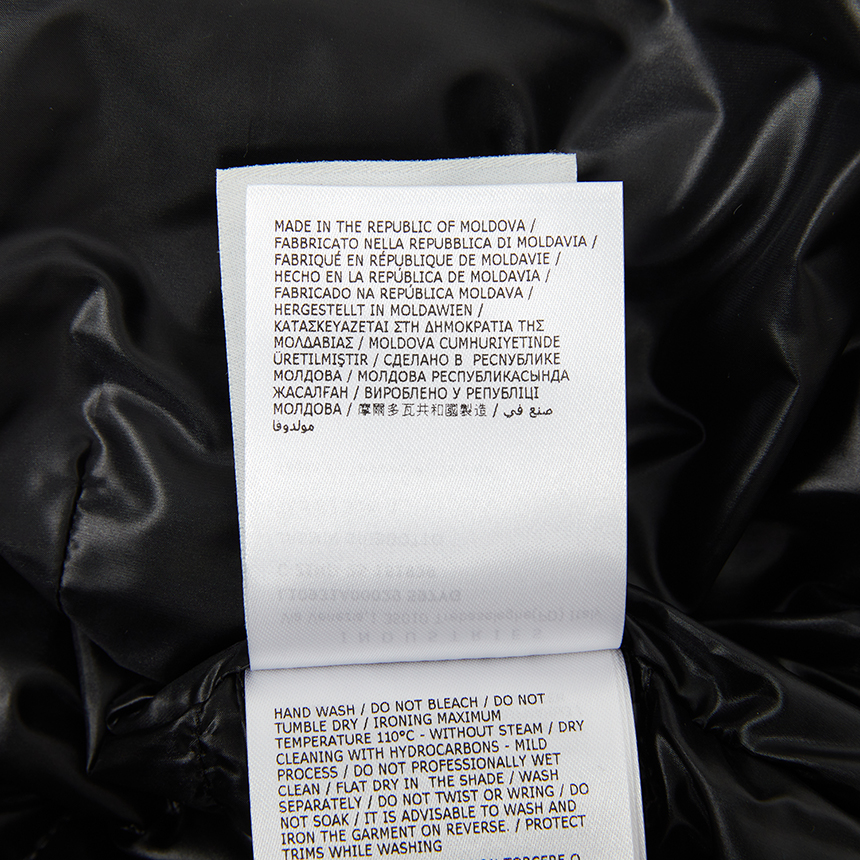 MADE IN THE REPUBLIC OF MOLDOVA /
FABBRICATO NELLA REPUBBLICA DI MOLDAVIA /
FABRIQUÉ EN RÉPUBLIQUE DE MOLDAVIE /
HECHO EN LA REPÚBLICA DE MOLDAVIA /
FABRICADO NA REPÚBLICA MOLDAVA /
HERGESTELLT IN MOLDAWIEN /
ΚΑΤΑΣΚΕΥΑΖΕΤΑΙ ΣΤΗ ΔΗΜΟΚΡΑΤΙΑ ΤΗΣ
ΜΟΛΔΑΒΙΑΣ / MOLDOVA CUMHURIYETINDE
ÜRETILMIŞTIR / СДЕЛАНО В РЕСПУБЛИКЕ
МОЛДОВА / МОЛДОВА РЕСПУБЛИКАСЫНДА
ЖАСАЛҒАН / ВИРОБЛЕНО У РЕПУБЛІЦІ
МОЛДОВА / 摩爾多瓦共和國製造 / صنع في
مولدوفا
INDUSTRIES
HAND WASH / DO NOT BLEACH / DO NOT
TUMBLE DRY / IRONING MAXIMUM
TEMPERATURE 110°C - WITHOUT STEAM / DRY
CLEANING WITH HYDROCARBONS - MILD
PROCESS / DO NOT PROFESSIONALLY WET
CLEAN / FLAT DRY IN THE SHADE / WASH
SEPARATELY / DO NOT TWIST OR WRING / DO
NOT SOAK / IT IS ADVISABLE TO WASH AND
IRON THE GARMENT ON REVERSE. / PROTECT
TRIMS WHILE WASHING